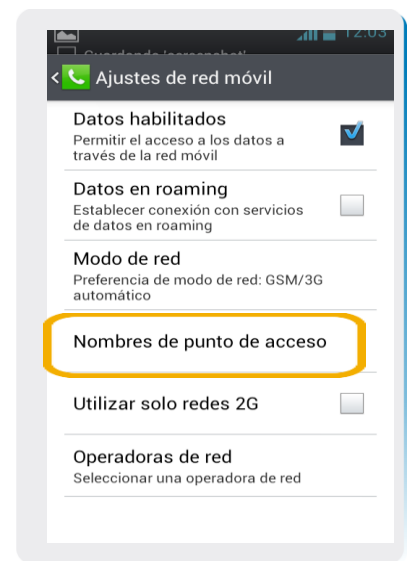 12:03
Guardando 'screenshot'
< Ajustes de red móvil
Datos habilitados
Permitir el acceso a los datos a
través de la red móvil
Datos en roaming
Establecer conexión con servicios
de datos en roaming
Modo de red
Preferencia de modo de red: GSM/3G
automático
Nombres de punto de acceso
Utilizar solo redes 2G
Operadoras de red
Seleccionar una operadora de red